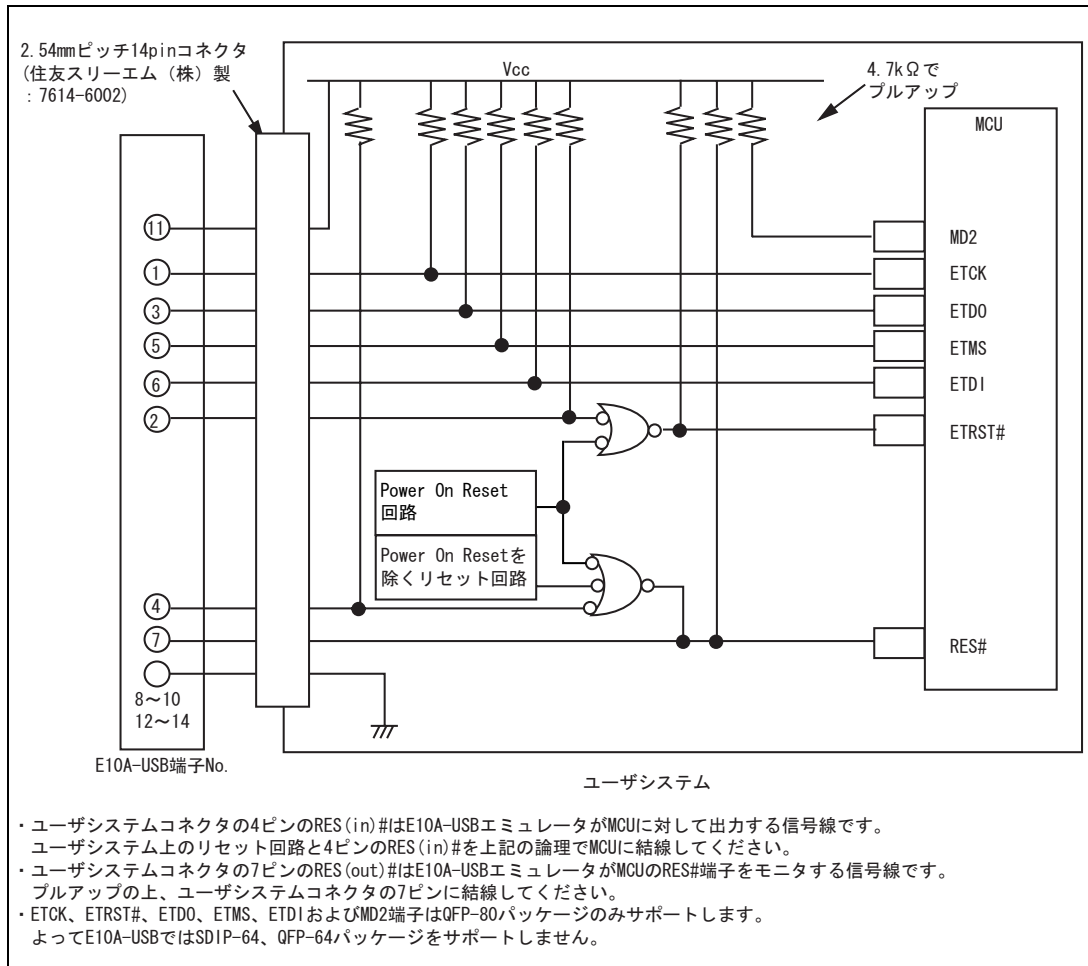 2.54mmピッチ14pinコネクタ
(住友スリーエム（株）製
: 7614-6002)
Vcc
4.7kΩで
プルアップ
MCU
⑪
①
③
⑤
⑥
②
④
⑦
8～10
12～14
MD2
ETCK
ETDO
ETMS
ETDI
ETRST#
RES#
Power On Reset
回路
Power On Resetを
除くリセット回路
E10A-USB端子No.
ユーザシステム
・ユーザシステムコネクタの4ピンのRES(in)#はE10A-USBエミュレータがMCUに対して出力する信号線です。
ユーザシステム上のリセット回路と4ピンのRES(in)#を上記の論理でMCUに結線してください。
・ユーザシステムコネクタの7ピンのRES(out)#はE10A-USBエミュレータがMCUのRES#端子をモニタする信号線です。
プルアップの上、ユーザシステムコネクタの7ピンに結線してください。
・ETCK、ETRST#、ETDO、ETMS、ETDIおよびMD2端子はQFP-80パッケージのみサポートします。
よってE10A-USBではSDIP-64、QFP-64パッケージをサポートしません。